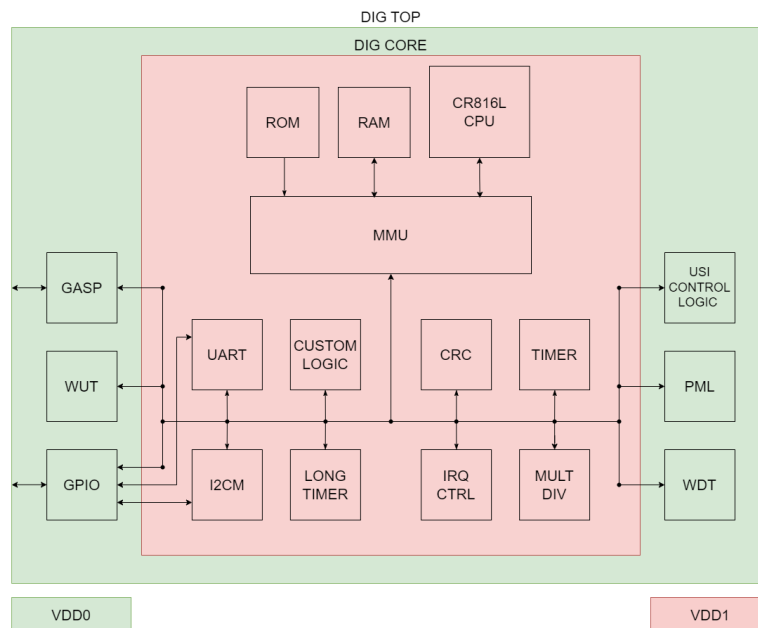 DIG TOP
DIG CORE
ROM
RAM
CR816L
CPU
MMU
GASP
USI
CONTROL
LOGIC
UART
CUSTOM
LOGIC
CRC
TIMER
WUT
PML
GPIO
I2CM
LONG
TIMER
IRQ
CTRL
MULT
DIV
WDT
VDD0
VDD1